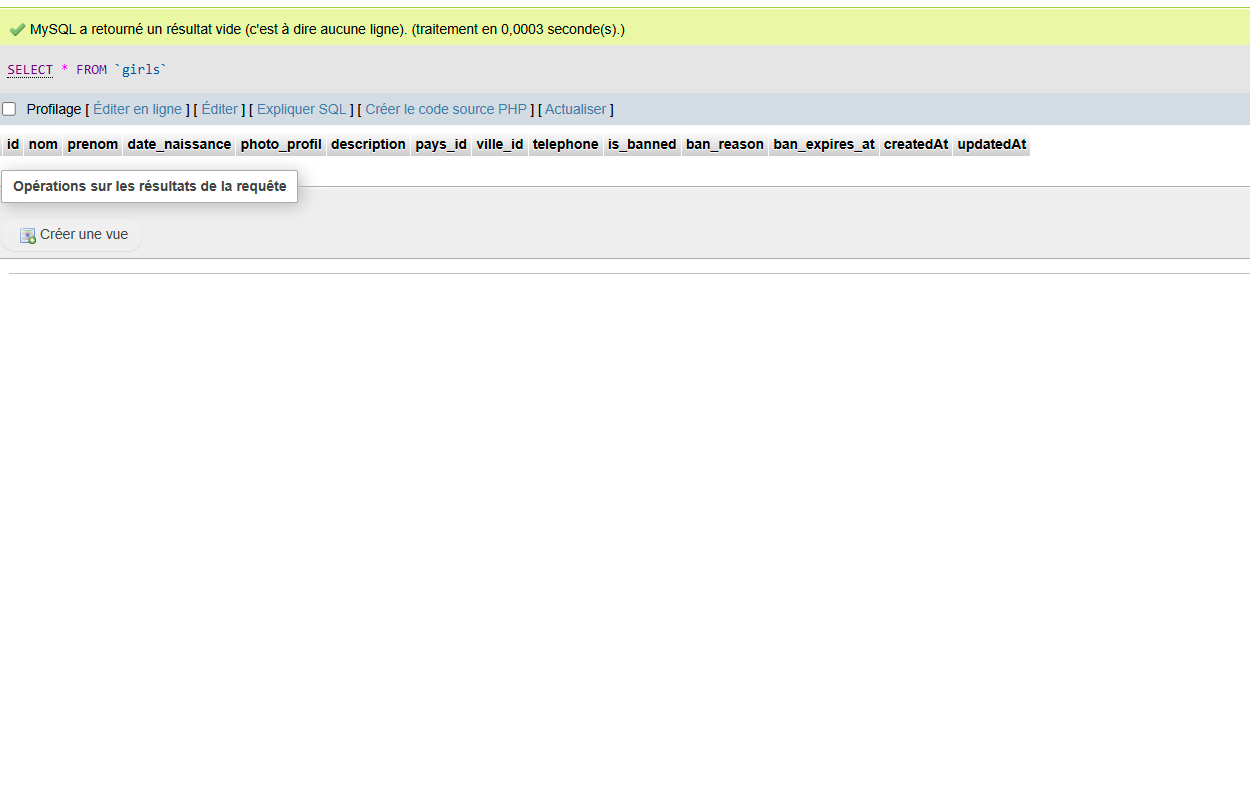 MySQL a retourné un résultat vide (c'est à dire aucune ligne). (traitement en 0,0003 seconde(s).)
SELECT * FROM `girls`
Profilage [ Éditer en ligne ] [ Éditer ] [ Expliquer SQL ] [ Créer le code source PHP ] [ Actualiser ]
id nom prenom date_naissance photo_profil description pays_id ville_id telephone is_banned ban_reason ban_expires_at createdAt updatedAt
Opérations sur les résultats de la requête
Créer une vue